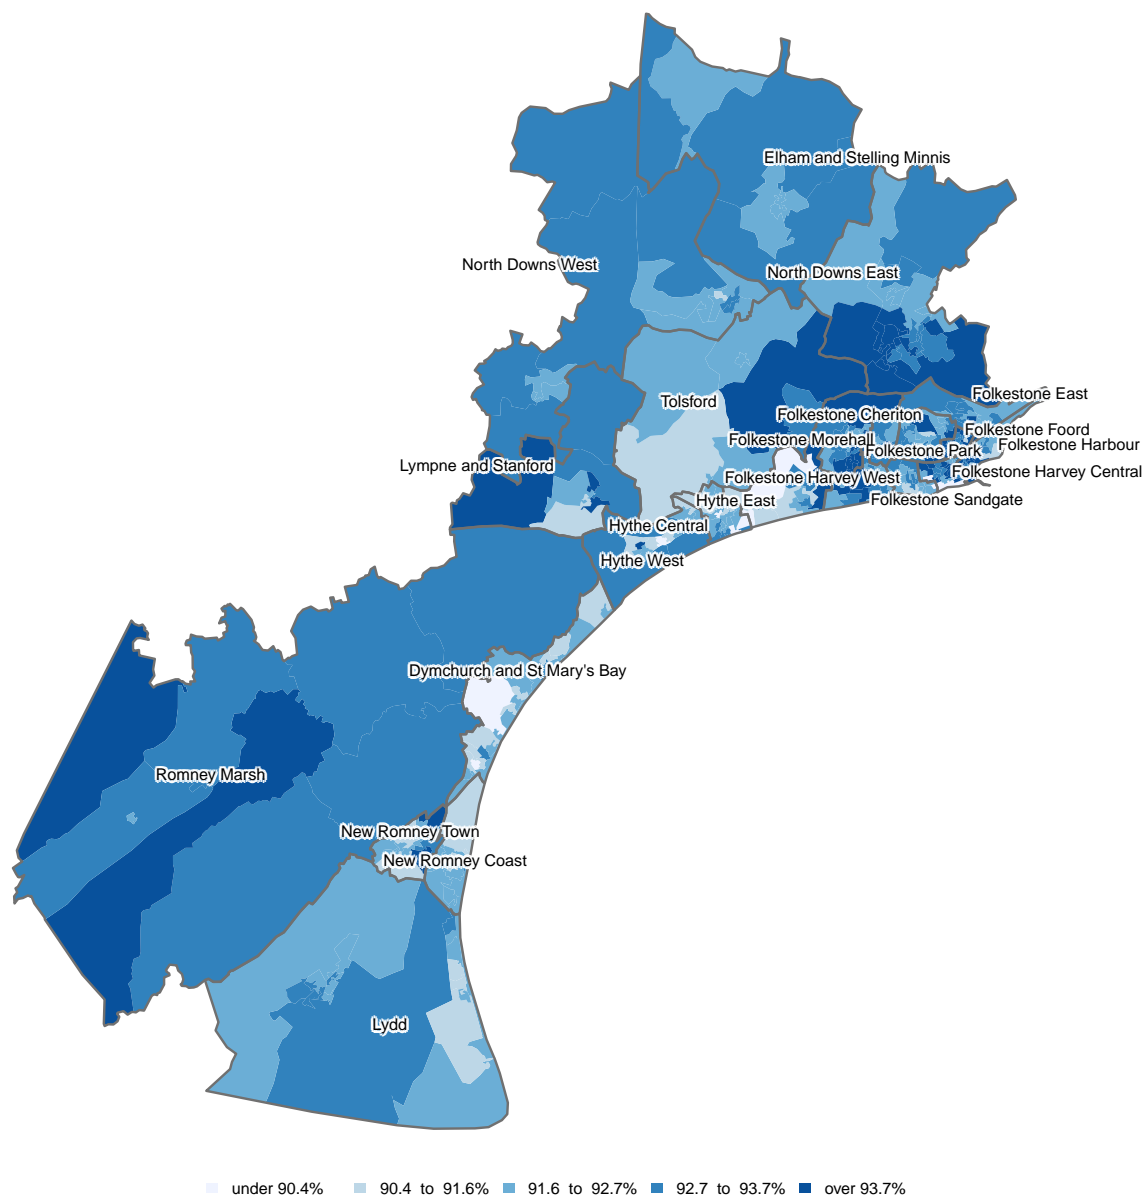 Elham and Stelling Minnis
North Downs West
North Downs East
Folkestone East
Tolsford
Folkestone Cheriton
Folkestone Foord
Folkestone Morehall
Folkestone Harbour
Folkestone Park
Lympne and Stanford
Folkestone Harvey Central
Folkestone Harvey West
Hythe East
Folkestone Sandgate
Hythe Central
Hythe West
Dymchurch and St Mary's Bay
Romney Marsh
New Romney Town
New Romney Coast
Lydd
under 90.4% 90.4 to 91.6% 91.6 to 92.7% 92.7 to 93.7% over 93.7%